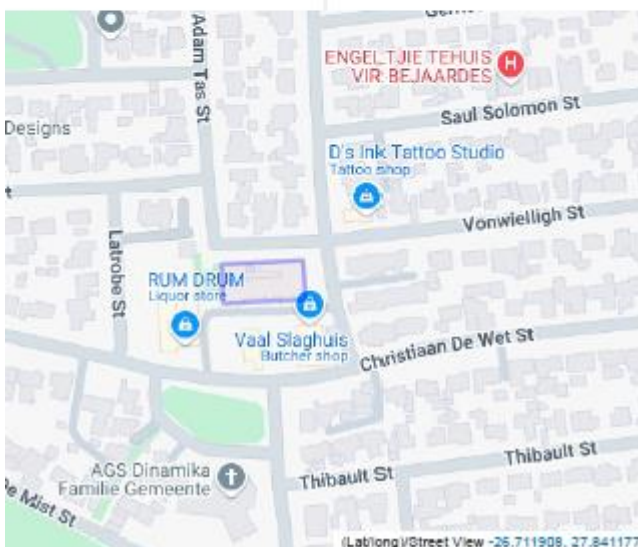 Adam Tas St
ENGELTJIE TEHUIS
VIR BEJAARDES
H
Saul Solomon St
Designs
D's Ink Tattoo Studio
Tattoo shop
Vonwielligh St
Latrobe St
RUM DRUM
Liquor store
Vaal Slaghuis
Butcher shop
Christiaan De Wet St
AGS Dinamika
Familie Gemeente
Thibault St
Thibault St
De Mist St
(Lat/long)/Street View -26.711908, 27.841177